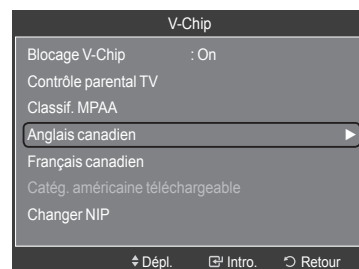 V-Chip
Blocage V-Chip : On
Contrôle parental TV
Classif. MPAA
Anglais canadien
Français canadien
Catég. américaine téléchargeable
Changer NIP
Dépl. Intro. Retour